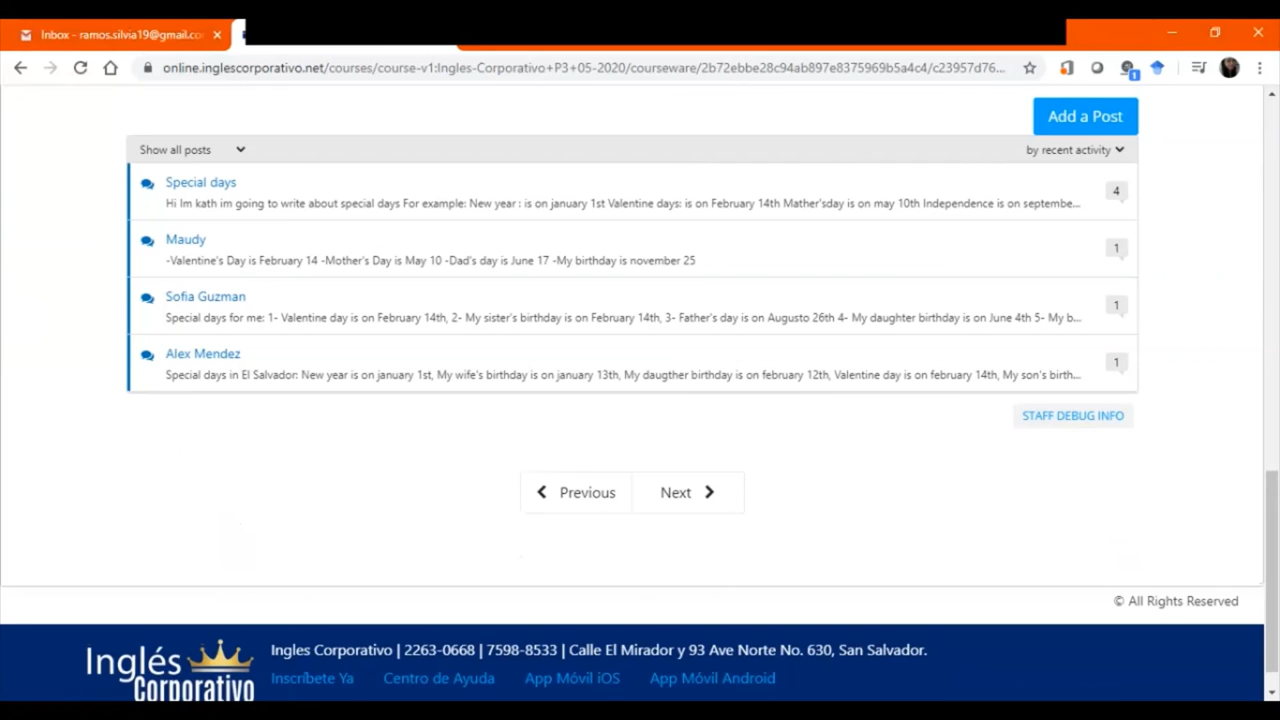 Inbox - ramos.silvia19@gmail.co
online.inglescorporativo.net/courses/course-v1:Ingles-Corporativo+P3+05-2020/courseware/2b72ebbe28c94ab897e8375969b5a4c4/c23957d76...
1
Add a Post
Show all posts
by recent activity
Special days
4
Hi Im kath im going to write about special days For example: New year : is on january 1st Valentine days: is on February 14th Mather'sday is on may 10th Independence is on septembe...
Maudy
1
-Valentine's Day is February 14 -Mother's Day is May 10 -Dad's day is June 17 -My birthday is november 25
Sofia Guzman
1
Special days for me: 1- Valentine day is on February 14th, 2- My sister's birthday is on February 14th, 3- Father's day is on Augusto 26th 4- My daughter birthday is on June 4th 5- My b...
Alex Mendez
1
Special days in El Salvador: New year is on january 1st, My wife's birthday is on january 13th, My daugther birthday is on february 12th, Valentine day is on february 14th, My son's birth...
STAFF DEBUG INFO
Previous
Next
© All Rights Reserved
Inglés Corporativo
Ingles Corporativo | 2263-0668 | 7598-8533 | Calle El Mirador y 93 Ave Norte No. 630, San Salvador.
Inscríbete Ya
Centro de Ayuda
App Móvil iOS
App Móvil Android